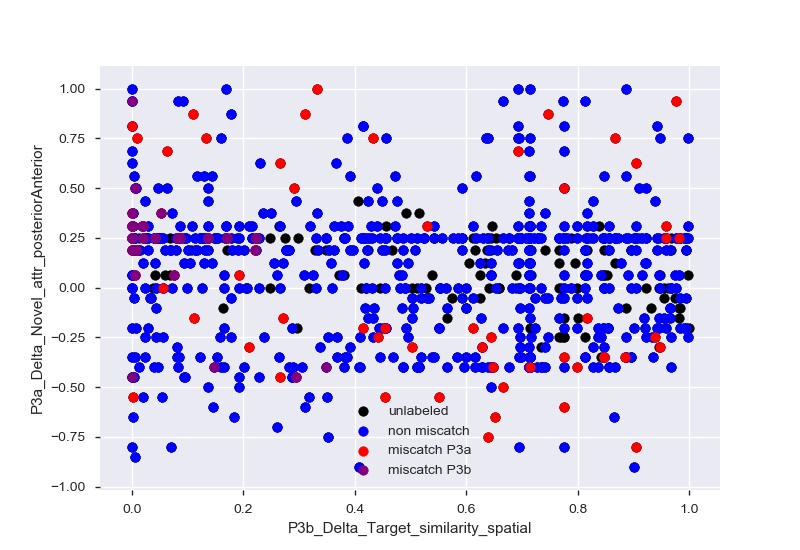 1.00
0.75
0.50
0.25
0.00
−0.25
−0.50
−0.75
−1.00
P3a_Delta_Novel_attr_posteriorAnterior
unlabeled
non miscatch
miscatch P3a
miscatch P3b
0.0 0.2 0.4 0.6 0.8 1.0
P3b_Delta_Target_similarity_spatial